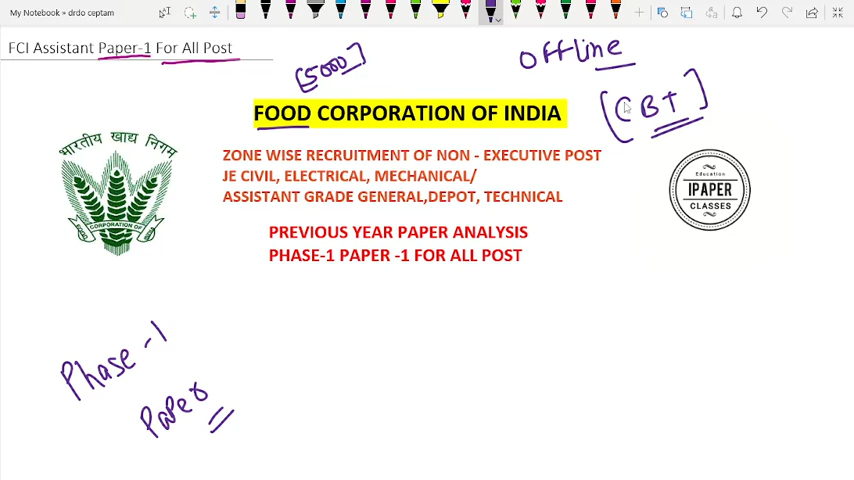 My Notebook » drdo ceptam
FCI Assistant Paper-1 For All Post
[5000]
Offline
[CBT]
FOOD CORPORATION OF INDIA
भारतीय खाद्य निगम
FOOD CORPORATION OF INDIA
ZONE WISE RECRUITMENT OF NON - EXECUTIVE POST
JE CIVIL, ELECTRICAL, MECHANICAL/
ASSISTANT GRADE GENERAL,DEPOT, TECHNICAL
Education
IPAPER
CLASSES
PREVIOUS YEAR PAPER ANALYSIS
PHASE-1 PAPER -1 FOR ALL POST
Phase -1
Paper